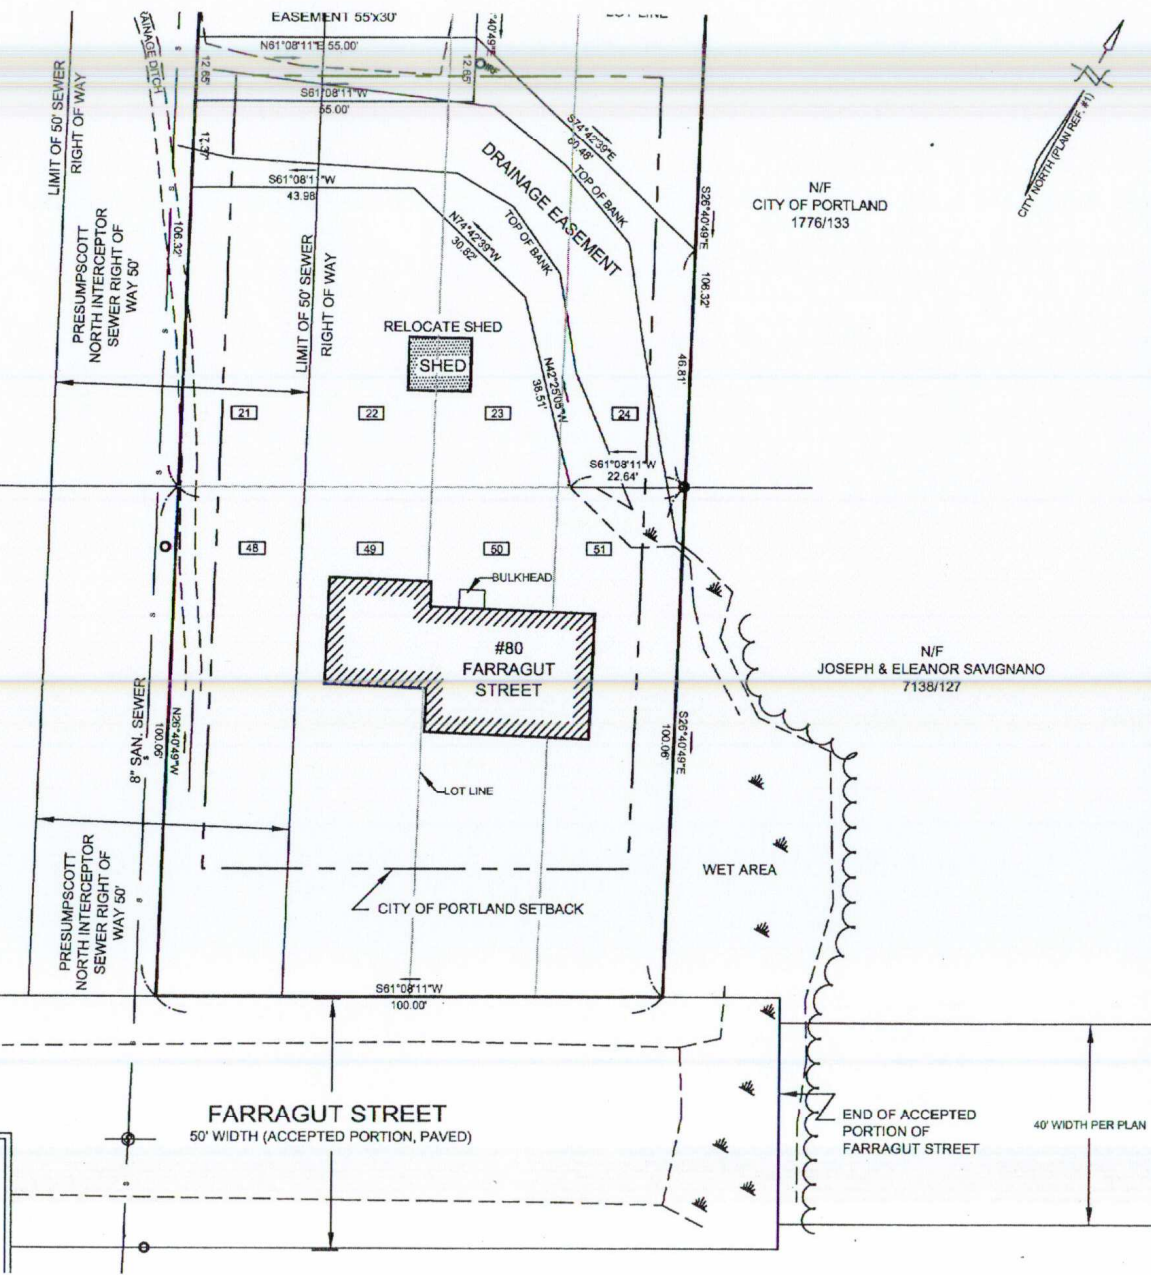 EASEMENT 55'x30'
LOT LINE
N61°08'11"E 55.00'
40'49"E
12.65'
12.65'
DRAINAGE DITCH
S61°08'11"W
55.00'
17.37'
S74°42'39"E
60.48'
CITY NORTH (PLAN REF. #1)
LIMIT OF 50' SEWER
RIGHT OF WAY
DRAINAGE EASEMENT
TOP OF BANK
TOP OF BANK
S61°08'11"W
43.98'
N74°42'39"W
30.82'
S26°40'49"E
108.32'
N/F
CITY OF PORTLAND
1776/133
PRESUMPSCOTT
NORTH INTERCEPTOR
SEWER RIGHT OF
WAY 50'
106.32'
LIMIT OF 50' SEWER
RIGHT OF WAY
RELOCATE SHED
SHED
N42°25'08"W
38.51'
46.81'
21
22
23
24
S61°08'11"W
22.64'
48
49
50
51
BULKHEAD
#80
FARRAGUT
STREET
N/F
JOSEPH & ELEANOR SAVIGNANO
7138/127
8" SAN. SEWER
N26°40'49"W
100.06'
S26°40'49"E
100.06'
LOT LINE
WET AREA
PRESUMPSCOTT
NORTH INTERCEPTOR
SEWER RIGHT OF
WAY 50'
CITY OF PORTLAND SETBACK
S61°08'11"W
100.00'
FARRAGUT STREET
50' WIDTH (ACCEPTED PORTION, PAVED)
END OF ACCEPTED
PORTION OF
FARRAGUT STREET
40' WIDTH PER PLAN